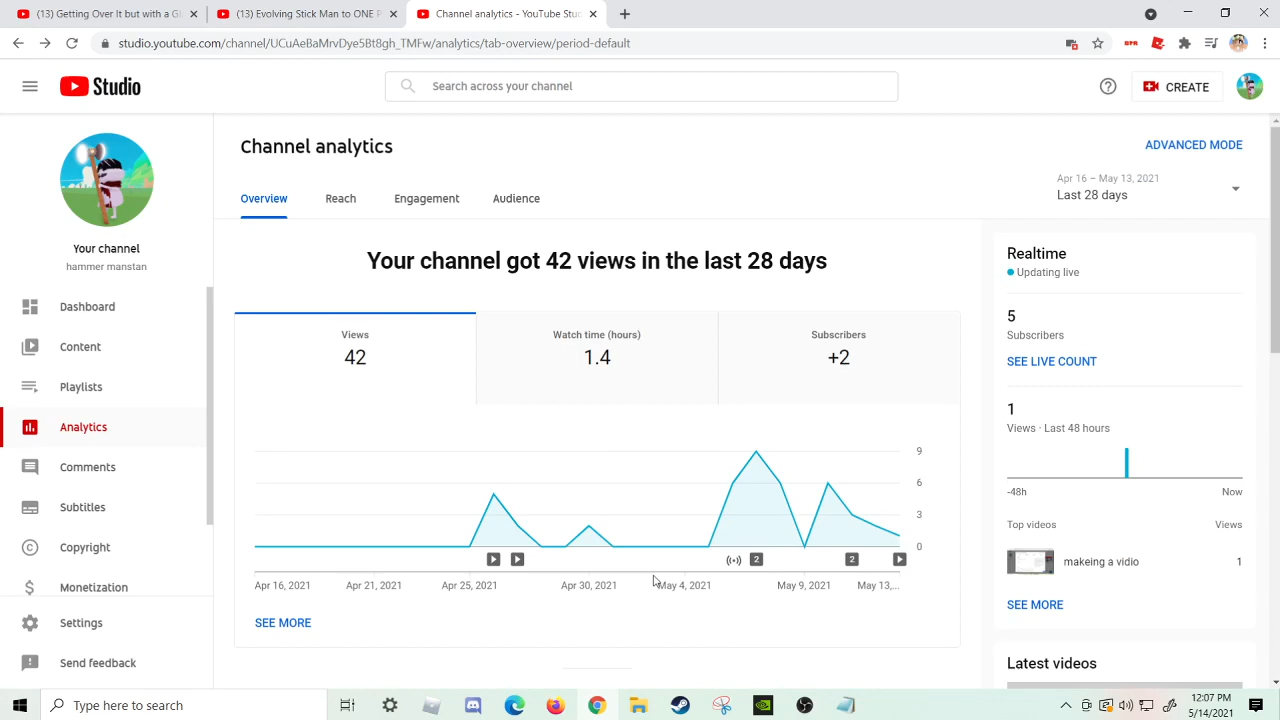 (13) Getting It but with a Gl
(13) Evolving Stick Man to ONE P
Channel analytics - YouTube Stud
studio.youtube.com/channel/UCuAeBaMrvDye5Bt8gh_TMFw/analytics/tab-overview/period-default
Studio
Search across your channel
CREATE
Your channel
hammer manstan
Dashboard
Content
Playlists
Analytics
Comments
Subtitles
Copyright
Monetization
Settings
Send feedback
Channel analytics
ADVANCED MODE
Apr 16 – May 13, 2021
Last 28 days
Overview Reach Engagement Audience
Your channel got 42 views in the last 28 days
Views
42
Watch time (hours)
1.4
Subscribers
+2
9
6
3
0
2 2
Apr 16, 2021 Apr 21, 2021 Apr 25, 2021 Apr 30, 2021 May 4, 2021 May 9, 2021 May 13,...
SEE MORE
Realtime
Updating live
5
Subscribers
SEE LIVE COUNT
1
Views · Last 48 hours
-48h Now
Top videos Views
makeing a vidio 1
SEE MORE
Latest videos
Type here to search
12:07 PM
5/14/2021